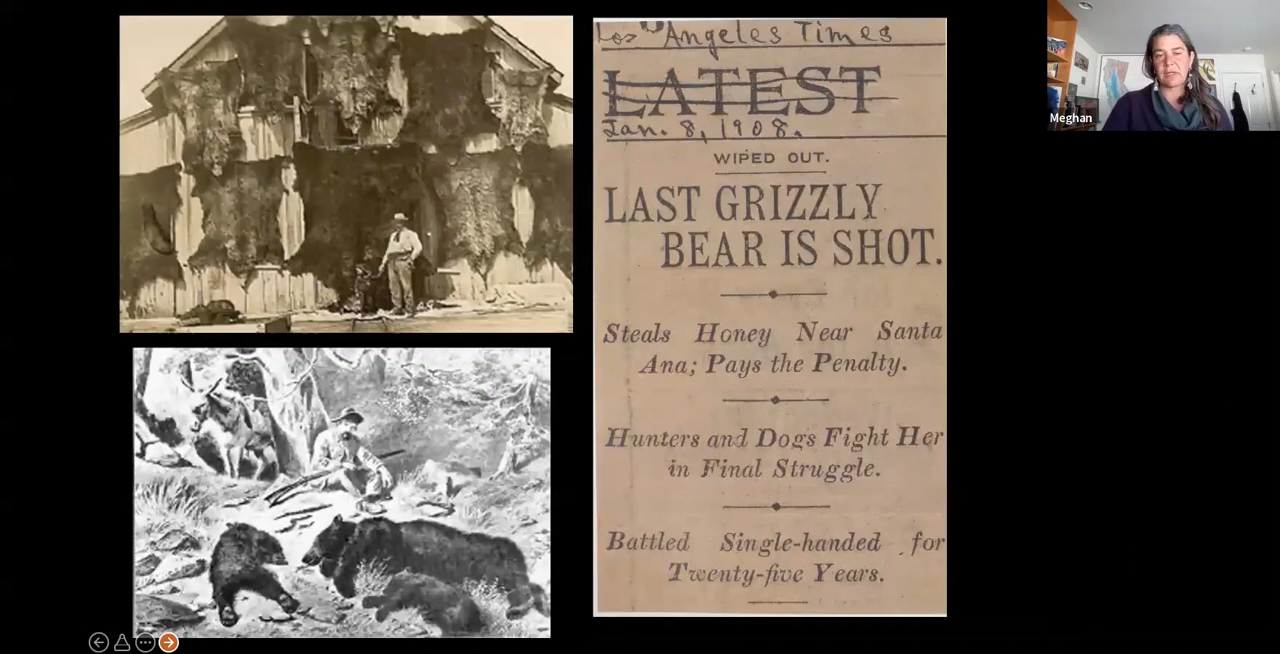 Los Angeles Times
LATEST
Jan. 8, 1908.
WIPED OUT.
LAST GRIZZLY
BEAR IS SHOT.
Steals Honey Near Santa
Ana; Pays the Penalty.
Hunters and Dogs Fight Her
in Final Struggle.
Battled Single-handed for
Twenty-five Years.
Meghan